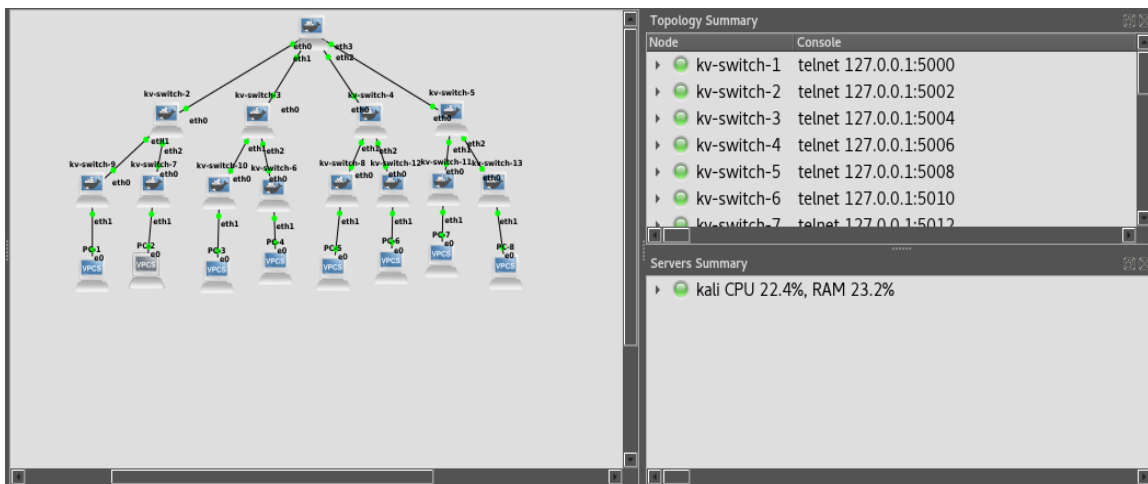 Topology Summary
Node Console
kv-switch-1 telnet 127.0.0.1:5000
kv-switch-2 telnet 127.0.0.1:5002
kv-switch-3 telnet 127.0.0.1:5004
kv-switch-4 telnet 127.0.0.1:5006
kv-switch-5 telnet 127.0.0.1:5008
kv-switch-6 telnet 127.0.0.1:5010
kv-switch-7 telnet 127.0.0.1:5012
Servers Summary
kali CPU 22.4%, RAM 23.2%
eth0 eth3
eth1 eth2
kv-switch-2 kv-switch-3 kv-switch-4 kv-switch-5
eth0 eth0 eth0 eth0
eth1 eth1 eth1 eth1
eth2 eth2 eth2 eth2
kv-switch-9 kv-switch-7 kv-switch-10 kv-switch-6 kv-switch-8 kv-switch-12 kv-switch-11 kv-switch-13
eth0 eth0 eth0 eth0 eth0 eth0 eth0 eth0
eth1 eth1 eth1 eth1 eth1 eth1 eth1 eth1
PC-1 PC-2 PC-3 PC-4 PC-5 PC-6 PC-7 PC-8
e0 e0 e0 e0 e0 e0 e0 e0
VPCS VPCS VPCS VPCS VPCS VPCS VPCS VPCS